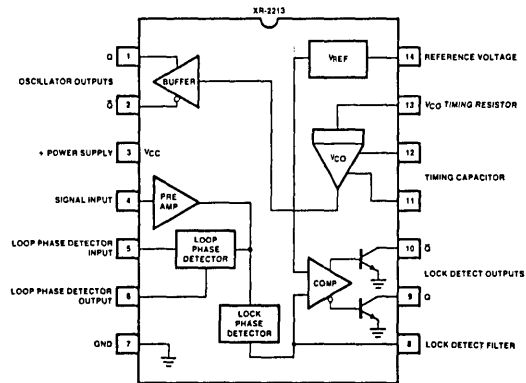 XR-2213
Q
1
OSCILLATOR OUTPUTS
Q̄
2
+ POWER SUPPLY
3
VCC
SIGNAL INPUT
4
LOOP PHASE DETECTOR
INPUT
5
LOOP PHASE DETECTOR
OUTPUT
6
GND
7
BUFFER
PRE
AMP
LOOP
PHASE
DETECTOR
LOCK
PHASE
DETECTOR
VREF
VCO
COMP
14
REFERENCE VOLTAGE
13
VCO TIMING RESISTOR
12
TIMING CAPACITOR
11
10
Q̄
LOCK DETECT OUTPUTS
9
Q
8
LOCK DETECT FILTER